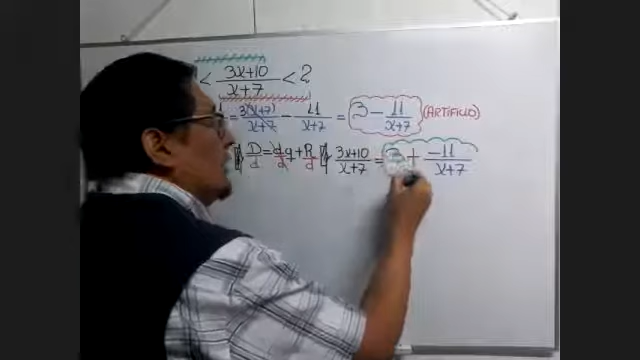 < 3x+10/x+7 < 2
= 3(x+7)/x+7 - 11/x+7 = 3 - 11/x+7 (ARTIFICIO)
D/d = dq/d + R/d 3x+10/x+7 = 3 + -11/x+7